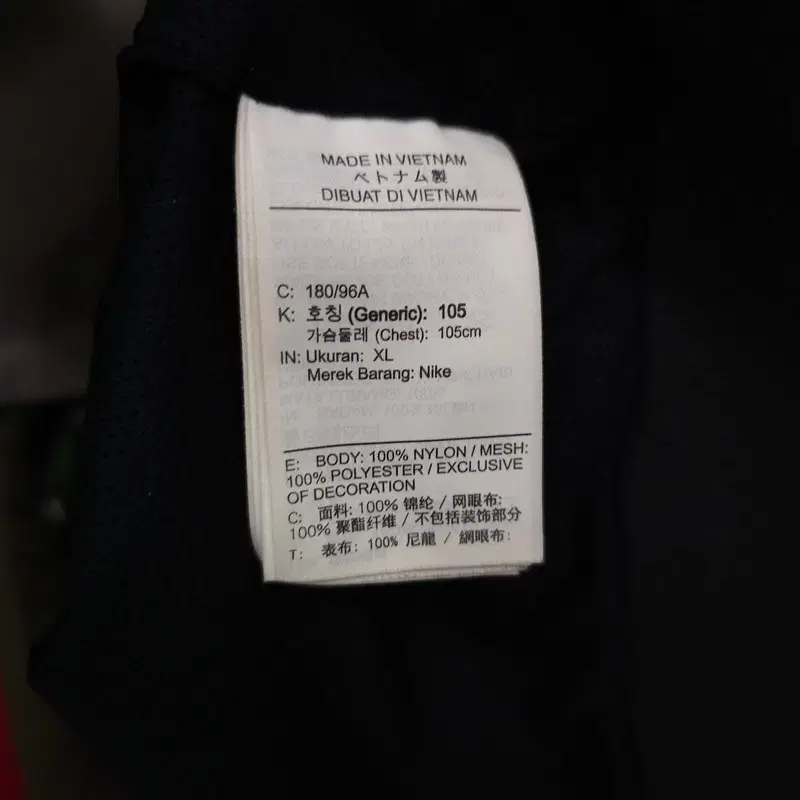 MADE IN VIETNAM
ベトナム製
DIBUAT DI VIETNAM
C: 180/96A
K: 호칭 (Generic): 105
가슴둘레 (Chest): 105cm
IN: Ukuran: XL
Merek Barang: Nike
E: BODY: 100% NYLON / MESH:
100% POLYESTER / EXCLUSIVE
OF DECORATION
C: 面料: 100% 锦纶 / 网眼布:
100% 聚酯纤维 / 不包括装饰部分
T: 表布: 100% 尼龍 / 網眼布: